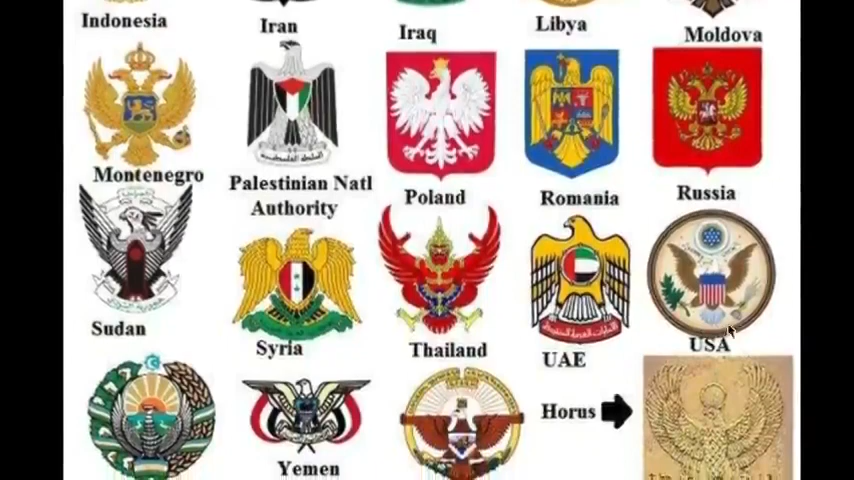 Indonesia
Iran
Iraq
Libya
Moldova
Montenegro
Palestinian Natl
Authority
Poland
Romania
Russia
Sudan
Syria
Thailand
UAE
USA
Horus
Yemen